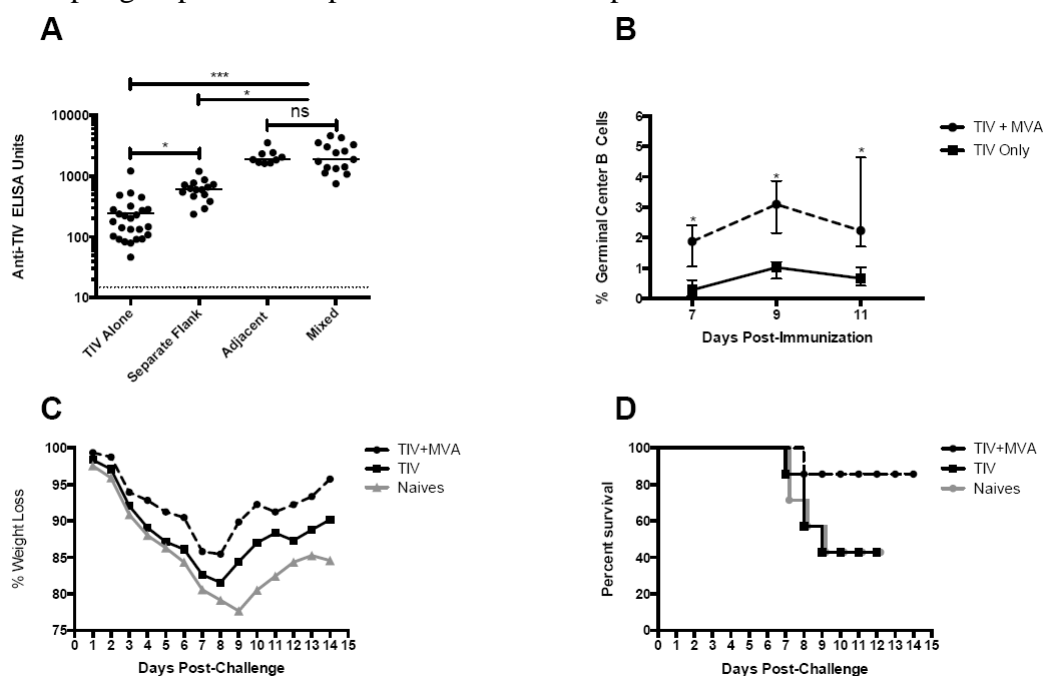 A
***
*
ns
*
Anti-TIV ELISA Units
10000
1000
100
10
TIV Alone
Separate Flank
Adjacent
Mixed
B
% Germinal Center B Cells
6
5
4
3
2
1
0
*
*
*
7
9
11
Days Post-Immunization
TIV + MVA
TIV Only
C
% Weight Loss
100
95
90
85
80
75
0 1 2 3 4 5 6 7 8 9 10 11 12 13 14 15
Days Post-Challenge
TIV+MVA
TIV
Naives
D
Percent survival
100
80
60
40
20
0
0 1 2 3 4 5 6 7 8 9 10 11 12 13 14 15
Days Post-Challenge
TIV+MVA
TIV
Naives